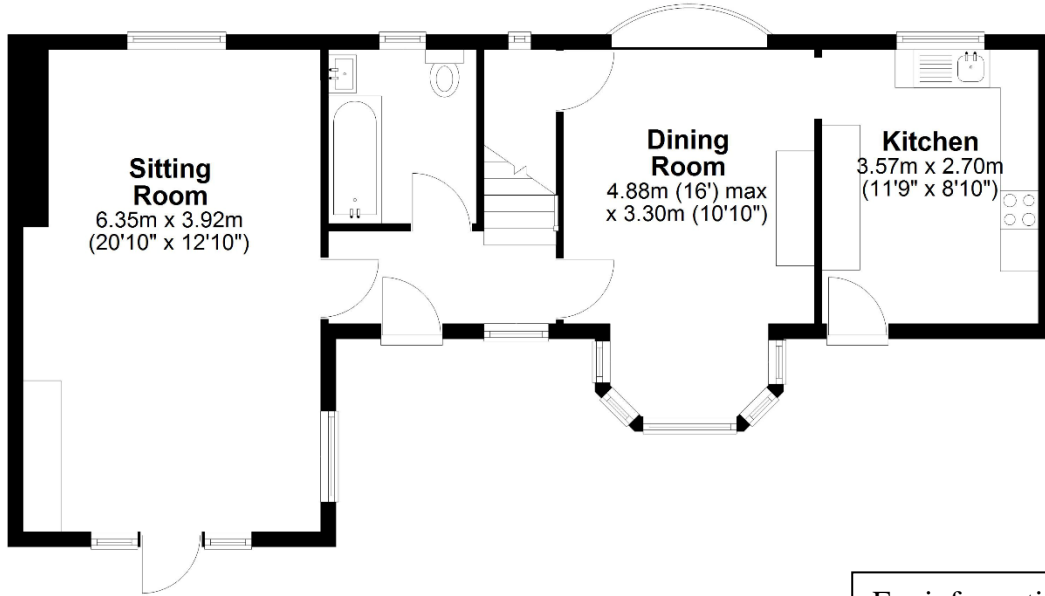 Sitting
Room
6.35m x 3.92m
(20'10" x 12'10")
Dining
Room
4.88m (16') max
x 3.30m (10'10")
Kitchen
3.57m x 2.70m
(11'9" x 8'10")